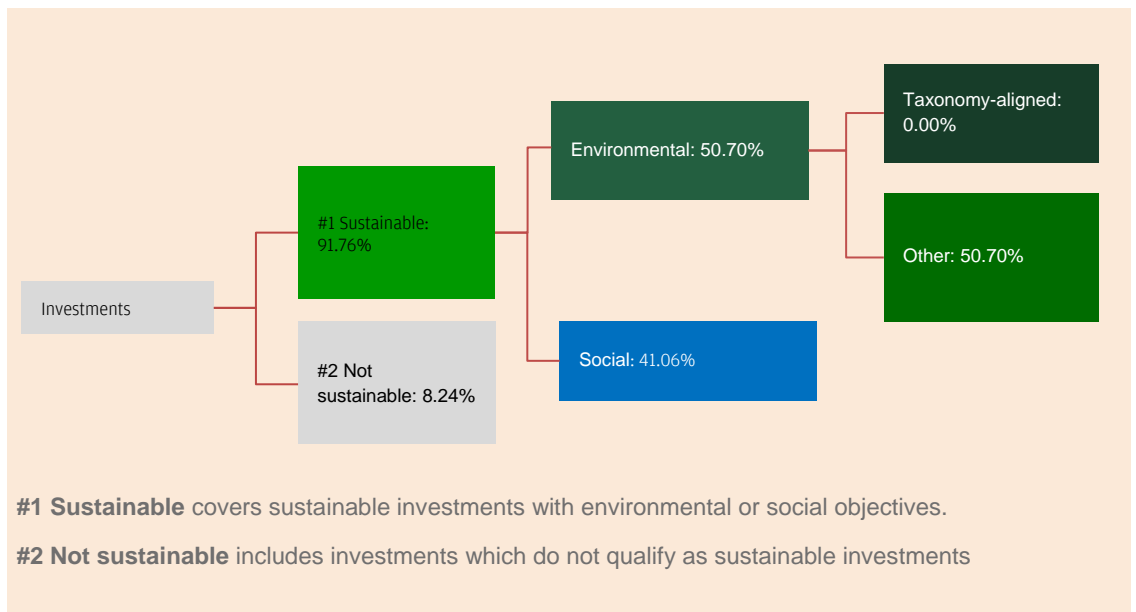 Investments
#1 Sustainable:
91.76%
#2 Not
sustainable: 8.24%
Environmental: 50.70%
Social: 41.06%
Taxonomy-aligned:
0.00%
Other: 50.70%
#1 Sustainable covers sustainable investments with environmental or social objectives.
#2 Not sustainable includes investments which do not qualify as sustainable investments